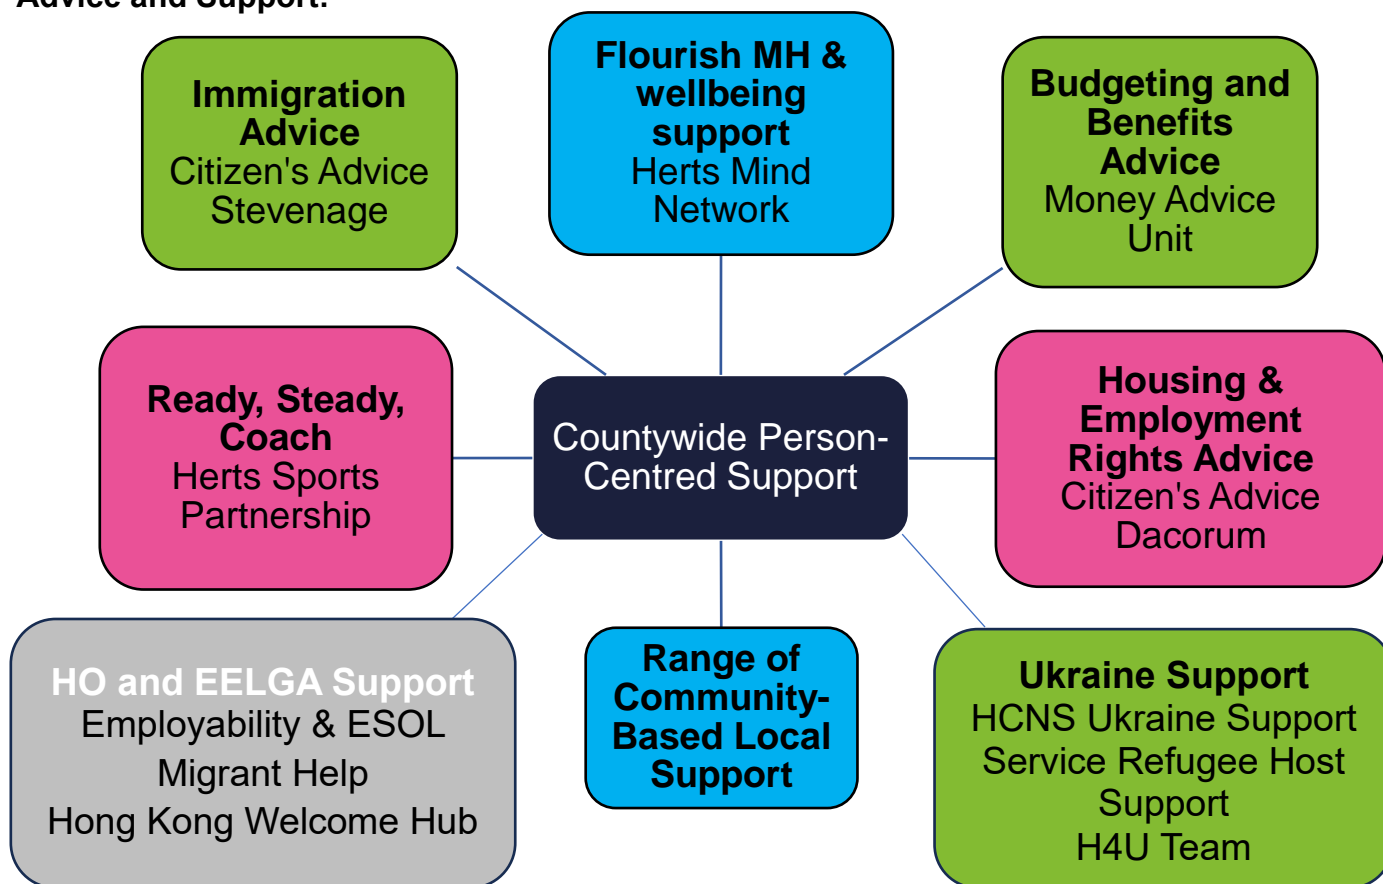 Advice and Support:
Immigration
Advice
Citizen's Advice
Stevenage
Flourish MH &
wellbeing
support
Herts Mind
Network
Budgeting and
Benefits
Advice
Money Advice
Unit
Ready, Steady,
Coach
Herts Sports
Partnership
Countywide Person-
Centred Support
Housing &
Employment
Rights Advice
Citizen's Advice
Dacorum
HO and EELGA Support
Employability & ESOL
Migrant Help
Hong Kong Welcome Hub
Range of
Community-
Based Local
Support
Ukraine Support
HCNS Ukraine Support
Service Refugee Host
Support
H4U Team